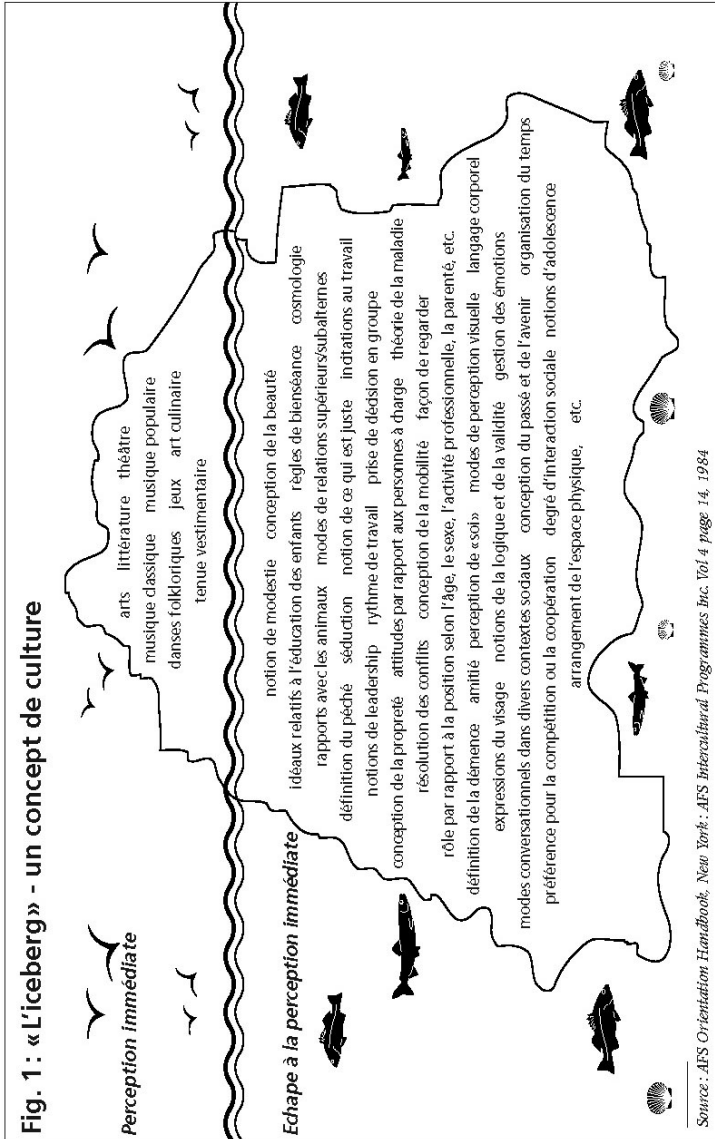 Fig. 1 : «L'iceberg» - un concept de culture
Perception immédiate
arts littérature théâtre
musique classique musique populaire
danses folkloriques jeux art culinaire
tenue vestimentaire
Echape à la perception immédiate
notion de modestie conception de la beauté
idéaux relatifs à l'éducation des enfants règles de bienséance cosmologie
rapports avec les animaux modes de relations supérieurs/subalternes
définition du péché séduction notion de ce qui est juste incitations au travail
notions de leadership rythme de travail prise de décision en groupe
conception de la propreté attitudes par rapport aux personnes à charge théorie de la maladie
résolution des conflits conception de la mobilité façon de regarder
rôle par rapport à la position selon l'âge, le sexe, l'activité professionnelle, la parenté, etc.
définition de la démence amitié perception de «soi» modes de perception visuelle langage corporel
expressions du visage notions de la logique et de la validité gestion des émotions
modes conversationnels dans divers contextes sociaux conception du passé et de l'avenir organisation du temps
préférence pour la compétition ou la coopération degré d'interaction sociale notions d'adolescence
arrangement de l'espace physique, etc.
Source : AFS Orientation Handbook, New York : AFS Intercultural Programmes Inc. Vol 4 page 14, 1984